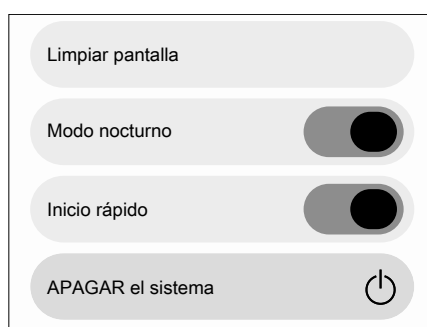 Limpiar pantalla
Modo nocturno
Inicio rápido
APAGAR el sistema